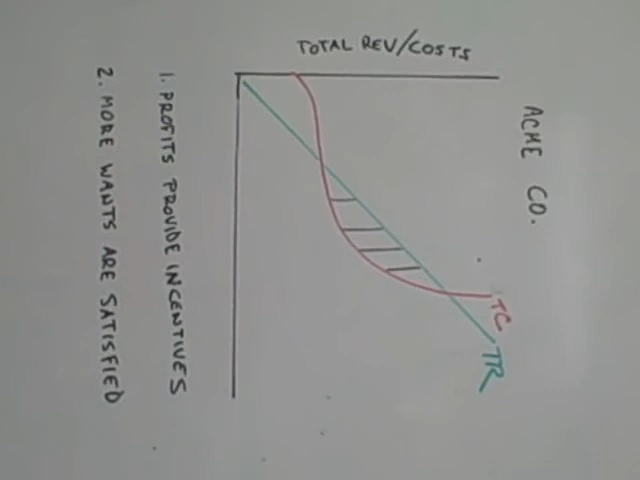 ACME CO.
TOTAL REV/COSTS
TC
TR
1. PROFITS PROVIDE INCENTIVES
2. MORE WANTS ARE SATISFIED